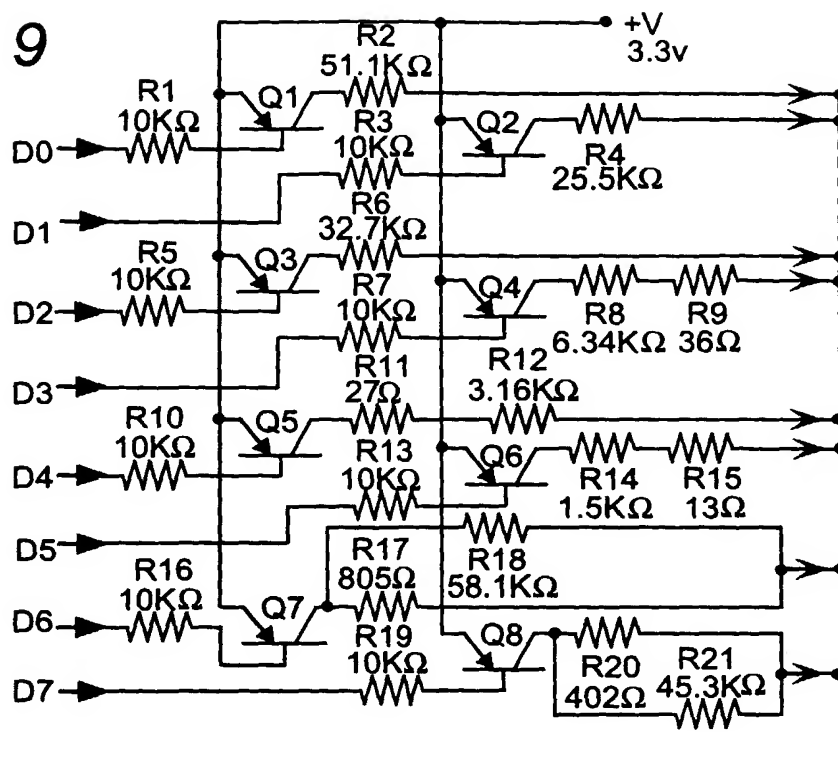 9
+V
3.3v
R2
51.1KΩ
R1
10KΩ
Q1
D0
R3
10KΩ
Q2
R4
25.5KΩ
D1
R6
32.7KΩ
R5
10KΩ
Q3
D2
R7
10KΩ
Q4
R8
6.34KΩ
R9
36Ω
D3
R11
27Ω
R12
3.16KΩ
R10
10KΩ
Q5
D4
R13
10KΩ
Q6
R14
1.5KΩ
R15
13Ω
D5
R18
58.1KΩ
R17
805Ω
R16
10KΩ
Q7
D6
R19
10KΩ
Q8
R20
402Ω
R21
45.3KΩ
D7